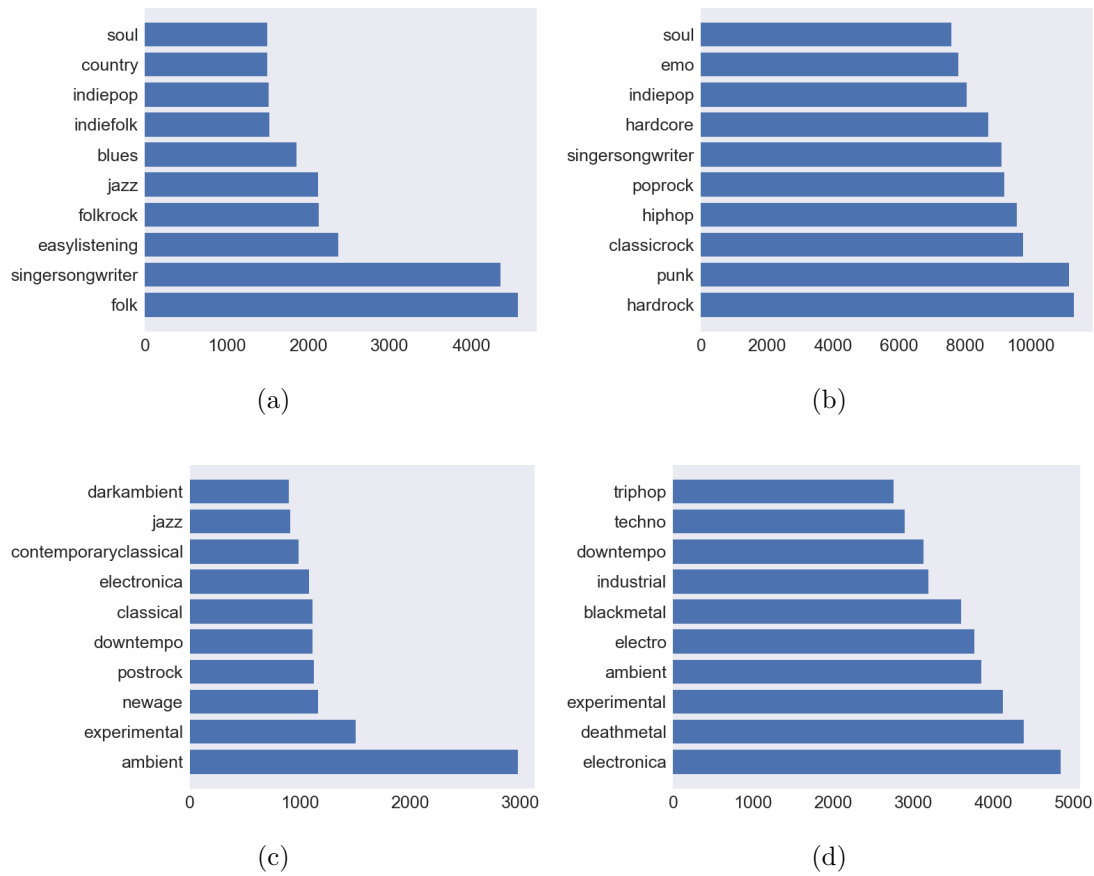 soul
country
indiepop
indiefolk
blues
jazz
folkrock
easylistening
singersongwriter
folk
0 1000 2000 3000 4000
(a)
soul
emo
indiepop
hardcore
singersongwriter
poprock
hiphop
classicrock
punk
hardrock
0 2000 4000 6000 8000 10000
(b)
darkambient
jazz
contemporaryclassical
electronica
classical
downtempo
postrock
newage
experimental
ambient
0 1000 2000 3000
(c)
triphop
techno
downtempo
industrial
blackmetal
electro
ambient
experimental
deathmetal
electronica
0 1000 2000 3000 4000 5000
(d)